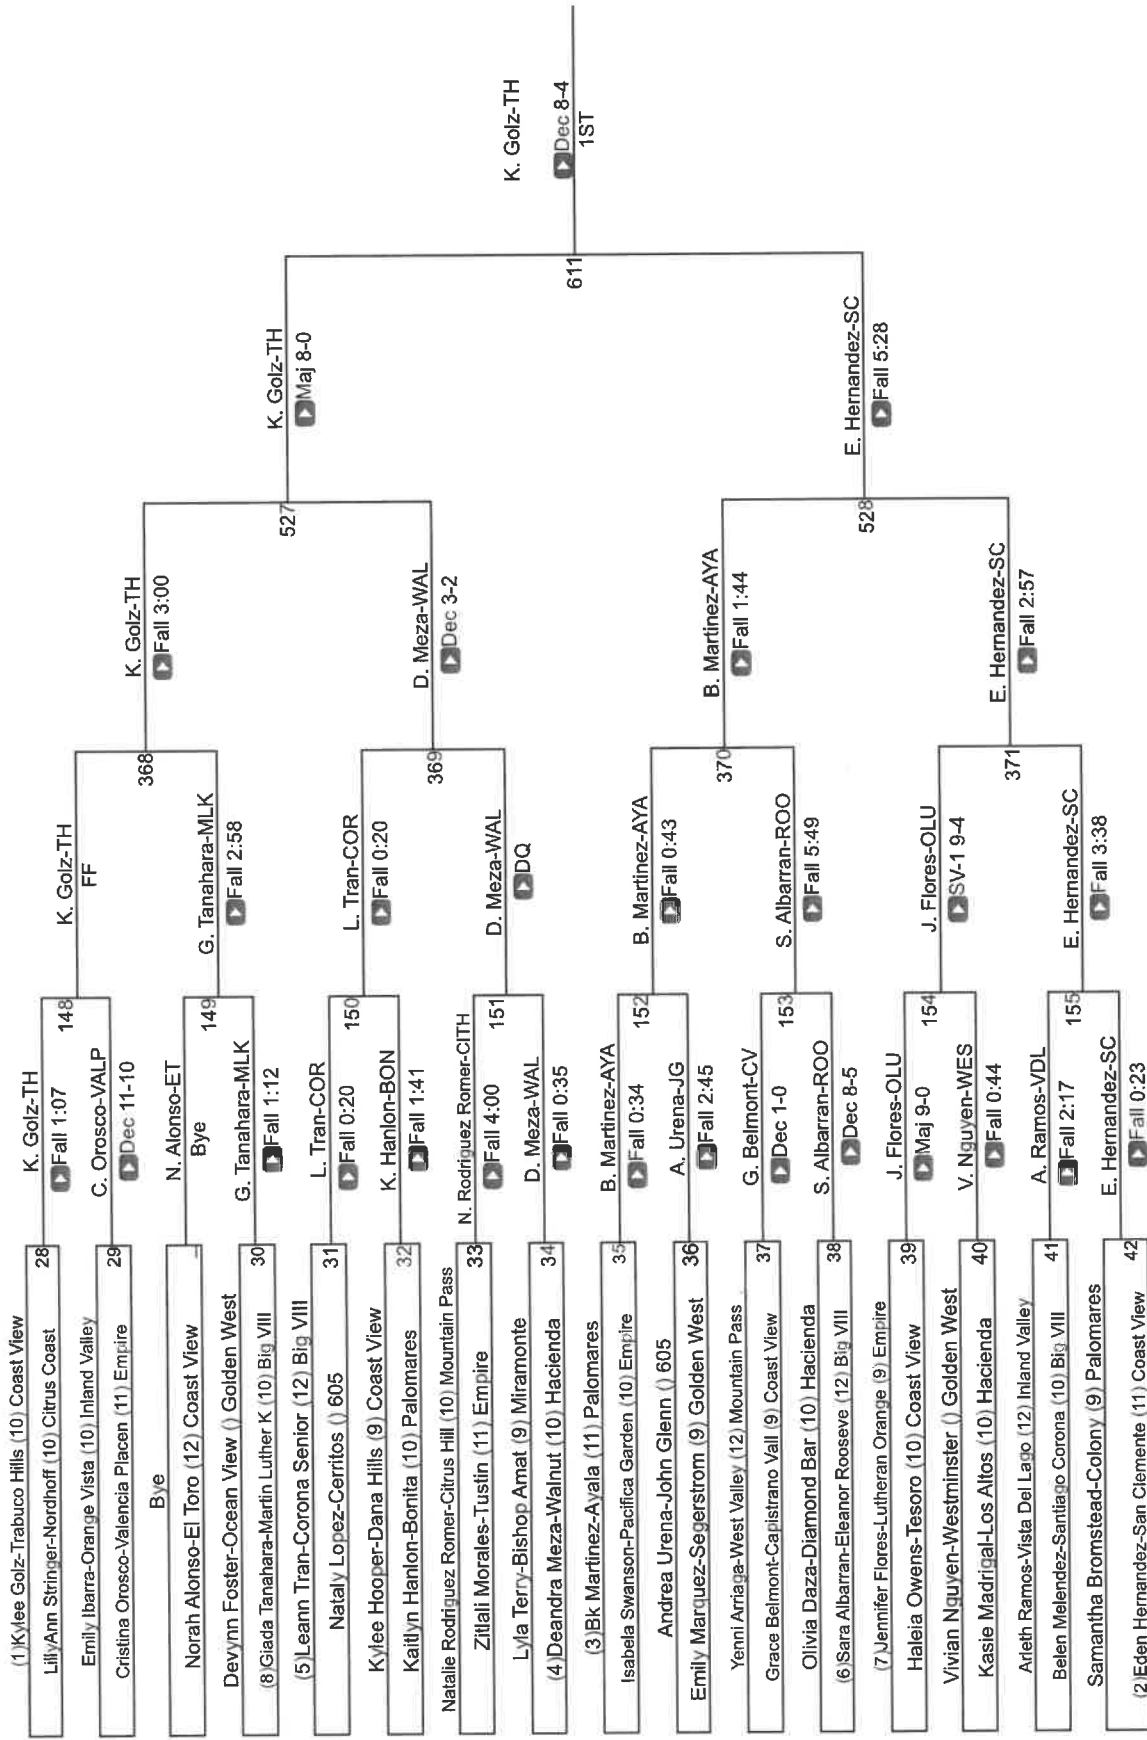 (1)Kylee Golz-Trabuco Hills (10) Coast View
28
LillyAnn Stringer-Nordhoff (10) Citrus Coast
Emily Ibarra-Orange Vista (10) Inland Valley
29
Cristina Orosco-Valencia Placen (11) Empire
Bye
Norah Alonso-El Toro (12) Coast View
Devynn Foster-Ocean View () Golden West
30
(8)Giada Tanahara-Martin Luther K (10) Big VIII
(5)Leann Tran-Corona Senior (12) Big VIII
31
Nataly Lopez-Cerritos () 605
Kylee Hooper-Dana Hills (9) Coast View
32
Kaitlyn Hanlon-Bonita (10) Palomares
Natalie Rodriguez Romer-Citrus Hill (10) Mountain Pass
33
Zitlali Morales-Tustin (11) Empire
Lyla Terry-Bishop Amat (9) Miramonte
34
(4)Deandra Meza-Walnut (10) Hacienda
(3)Bk Martinez-Ayala (11) Palomares
35
Isabela Swanson-Pacifica Garden (10) Empire
Andrea Urena-John Glenn () 605
36
Emily Marquez-Segerstrom (9) Golden West
Yenni Arriaga-West Valley (12) Mountain Pass
37
Grace Belmont-Capistrano Vall (9) Coast View
Olivia Daza-Diamond Bar (10) Hacienda
38
(6)Sara Albarran-Eleanor Rooseve (12) Big VIII
(7)Jennifer Flores-Lutheran Orange (9) Empire
39
Haleia Owens-Tesoro (10) Coast View
Vivian Nguyen-Westminster () Golden West
40
Kasie Madrigal-Los Altos (10) Hacienda
Arleth Ramos-Vista Del Lago (12) Inland Valley
41
Belen Melendez-Santiago Corona (10) Big VIII
Samantha Bromstead-Colony (9) Palomares
42
(2)Eden Hernandez-San Clemente (11) Coast View
K. Golz-TH
Fall 1:07
148
C. Orosco-VALP
Dec 11-10
N. Alonso-ET
Bye
149
G. Tanahara-MLK
Fall 1:12
L. Tran-COR
Fall 0:20
150
K. Hanlon-BON
Fall 1:41
N. Rodriguez Romer-CITH
Fall 4:00
151
D. Meza-WAL
Fall 0:35
B. Martinez-AYA
Fall 0:34
152
A. Urena-JG
Fall 2:45
G. Belmont-CV
Dec 1-0
153
S. Albarran-ROO
Dec 8-5
J. Flores-OLU
Maj 9-0
154
V. Nguyen-WES
Fall 0:44
A. Ramos-VDL
Fall 2:17
155
E. Hernandez-SC
Fall 0:23
K. Golz-TH
FF
368
G. Tanahara-MLK
Fall 2:58
L. Tran-COR
Fall 0:20
369
D. Meza-WAL
DQ
B. Martinez-AYA
Fall 0:43
370
S. Albarran-ROO
Fall 5:49
J. Flores-OLU
SV-1 9-4
371
E. Hernandez-SC
Fall 3:38
K. Golz-TH
Fall 3:00
527
D. Meza-WAL
Dec 3-2
B. Martinez-AYA
Fall 1:44
528
E. Hernandez-SC
Fall 2:57
K. Golz-TH
Maj 8-0
611
E. Hernandez-SC
Fall 5:28
K. Golz-TH
Dec 8-4
1ST